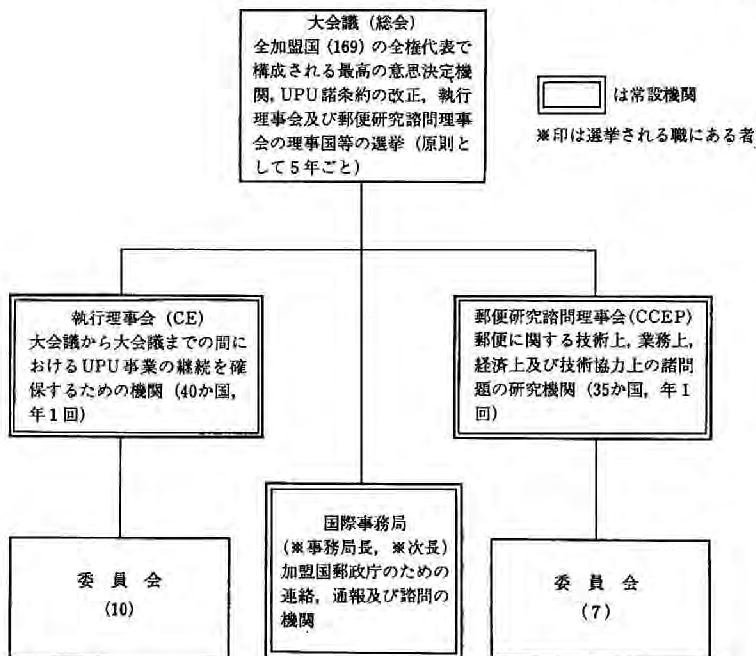 大会議(総会)
全加盟国(169)の全権代表で
構成される最高の意思決定機
関,UPU諸条約の改正,執行
理事会及び郵便研究諮問理事
会の理事国等の選挙(原則と
して5年ごと)
は常設機関
※印は選挙される職にある者
執行理事会(CE)
大会議から大会議までの間に
おけるUPU事業の継続を確
保するための機関(40か国,
年1回)
郵便研究諮問理事会(CCEP)
郵便に関する技術上,業務上,
経済上及び技術協力上の諸問
題の研究機関(35か国,年1
回)
国際事務局
(※事務局長,※次長)
加盟国郵政庁のための
連絡,通報及び諮問の
機関
委員会
(10)
委員会
(7)